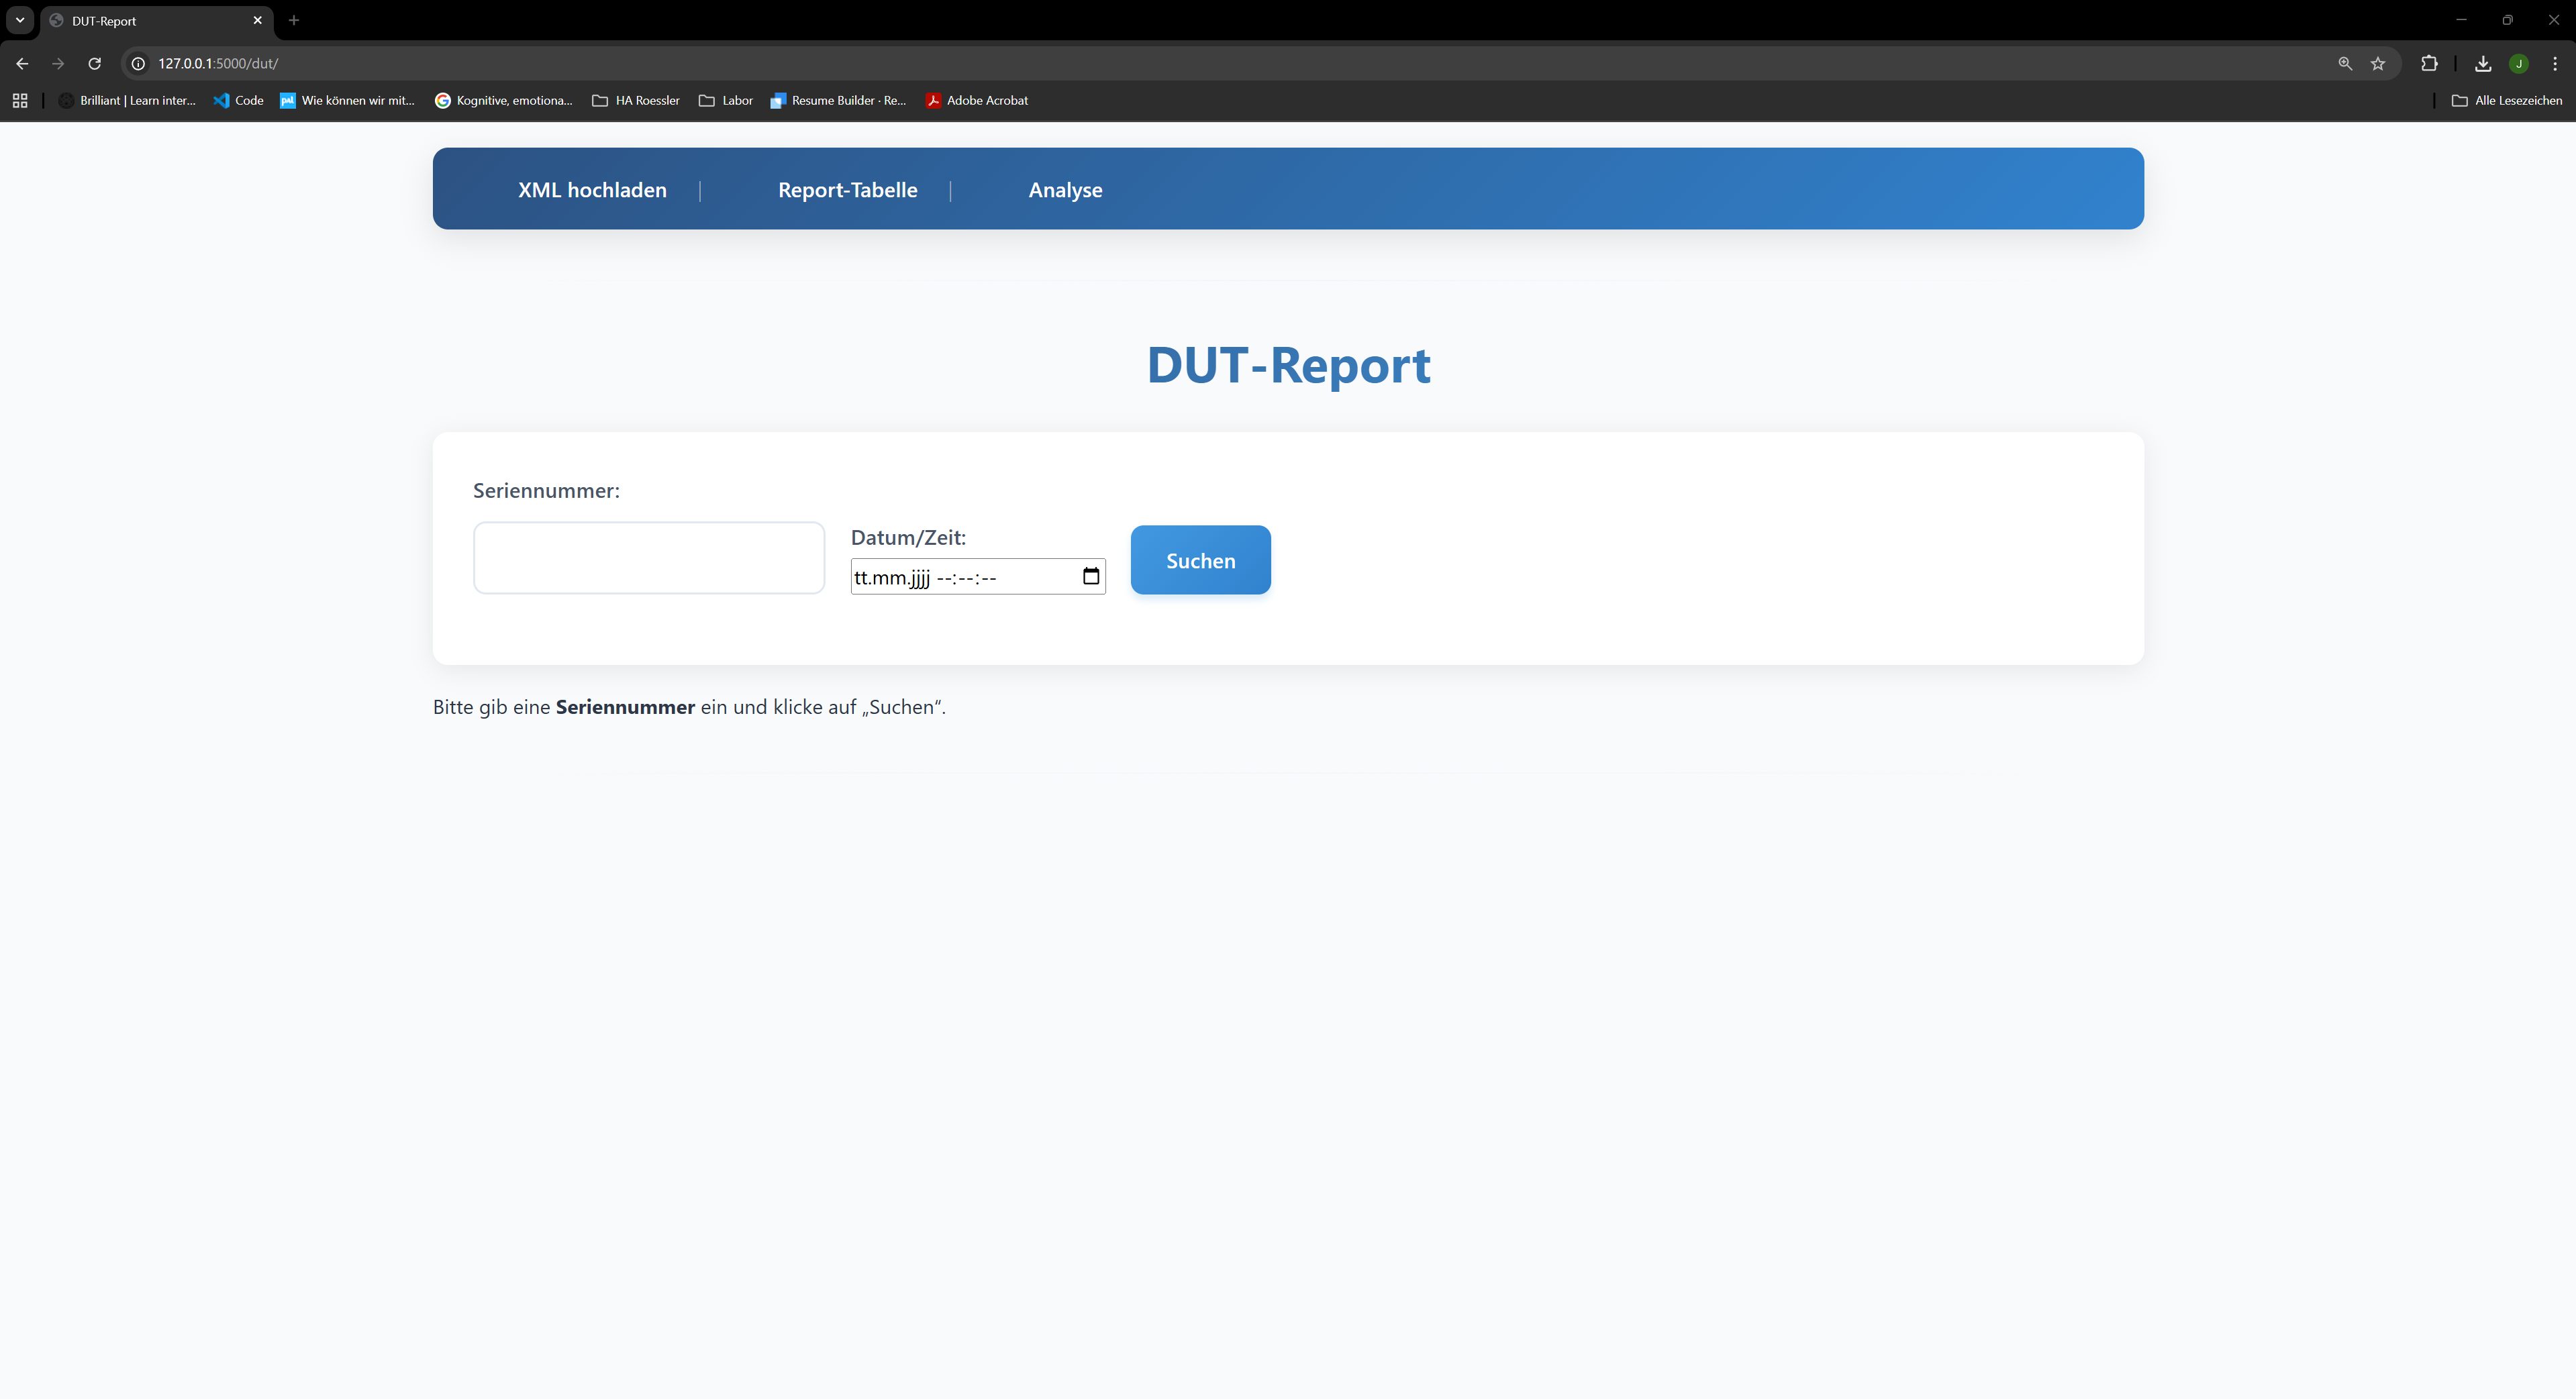 DUT-Report
127.0.0.1:5000/dut/
Brilliant | Learn inter... Code pal Wie können wir mit... Kognitive, emotiona... HA Roessler Labor Resume Builder · Re... Adobe Acrobat Alle Lesezeichen
J
XML hochladen | Report-Tabelle | Analyse
DUT-Report
Seriennummer:
Datum/Zeit:
tt.mm.jjjj --:--:--
Suchen
Bitte gib eine Seriennummer ein und klicke auf „Suchen“.